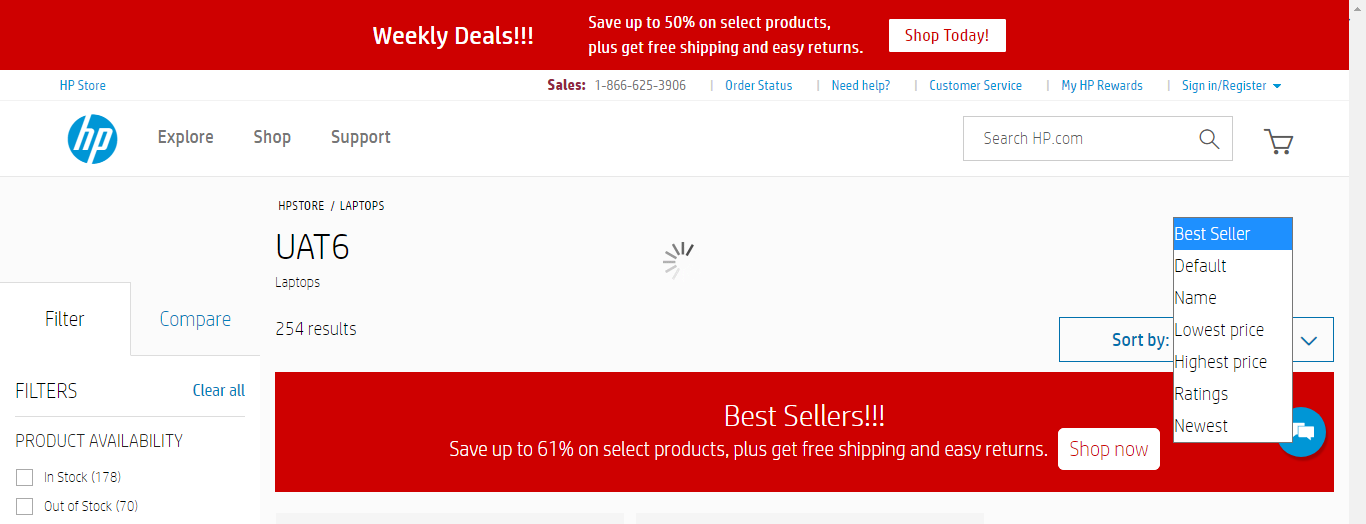 Weekly Deals!!!
Save up to 50% on select products,
plus get free shipping and easy returns.
Shop Today!
HP Store
Sales: 1-866-625-3906
Order Status
Need help?
Customer Service
My HP Rewards
Sign in/Register
hp
Explore
Shop
Support
Search HP.com
HPSTORE / LAPTOPS
UAT6
Laptops
254 results
Filter
Compare
Sort by:
Best Seller
Default
Name
Lowest price
Highest price
Ratings
Newest
FILTERS
Clear all
PRODUCT AVAILABILITY
In Stock (178)
Out of Stock (70)
Best Sellers!!!
Save up to 61% on select products, plus get free shipping and easy returns.
Shop now